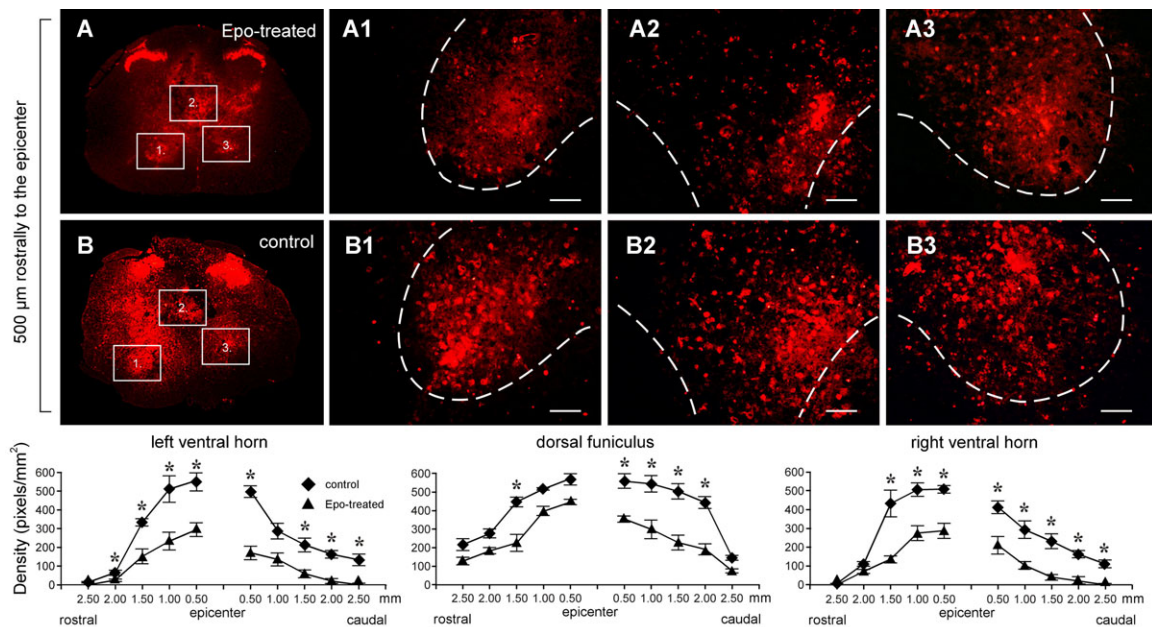 500 µm rostrally to the epicenter
A
Epo-treated
1.
2.
3.
A1
A2
A3
B
control
1.
2.
3.
B1
B2
B3
left ventral horn
dorsal funiculus
right ventral horn
Density (pixels/mm²)
600
500
400
300
200
100
0
* * * * * * * *
control
Epo-treated
2.50 2.00 1.50 1.00 0.50 0.50 1.00 1.50 2.00 2.50 mm
rostral epicenter caudal
600
500
400
300
200
100
0
* * * * *
2.50 2.00 1.50 1.00 0.50 0.50 1.00 1.50 2.00 2.50 mm
rostral epicenter caudal
600
500
400
300
200
100
0
* * * * * * * *
2.50 2.00 1.50 1.00 0.50 0.50 1.00 1.50 2.00 2.50 mm
rostral epicenter caudal